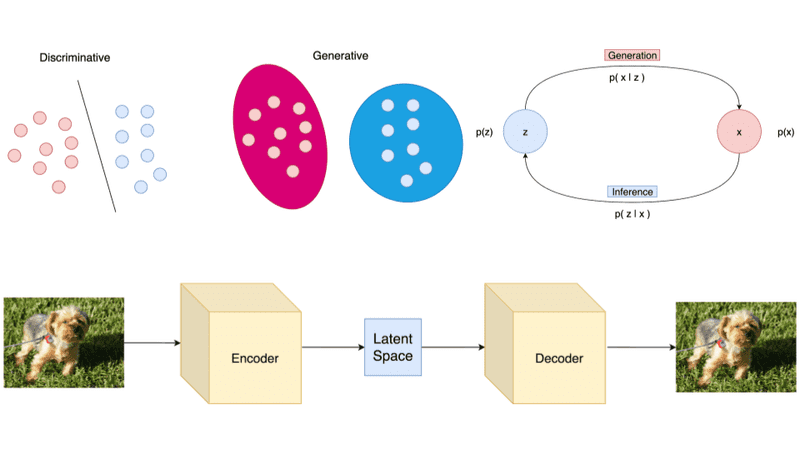 Discriminative
Generative
Generation
p( x | z )
p(z)
z
x
p(x)
Inference
p( z | x )
Encoder
Latent
Space
Decoder